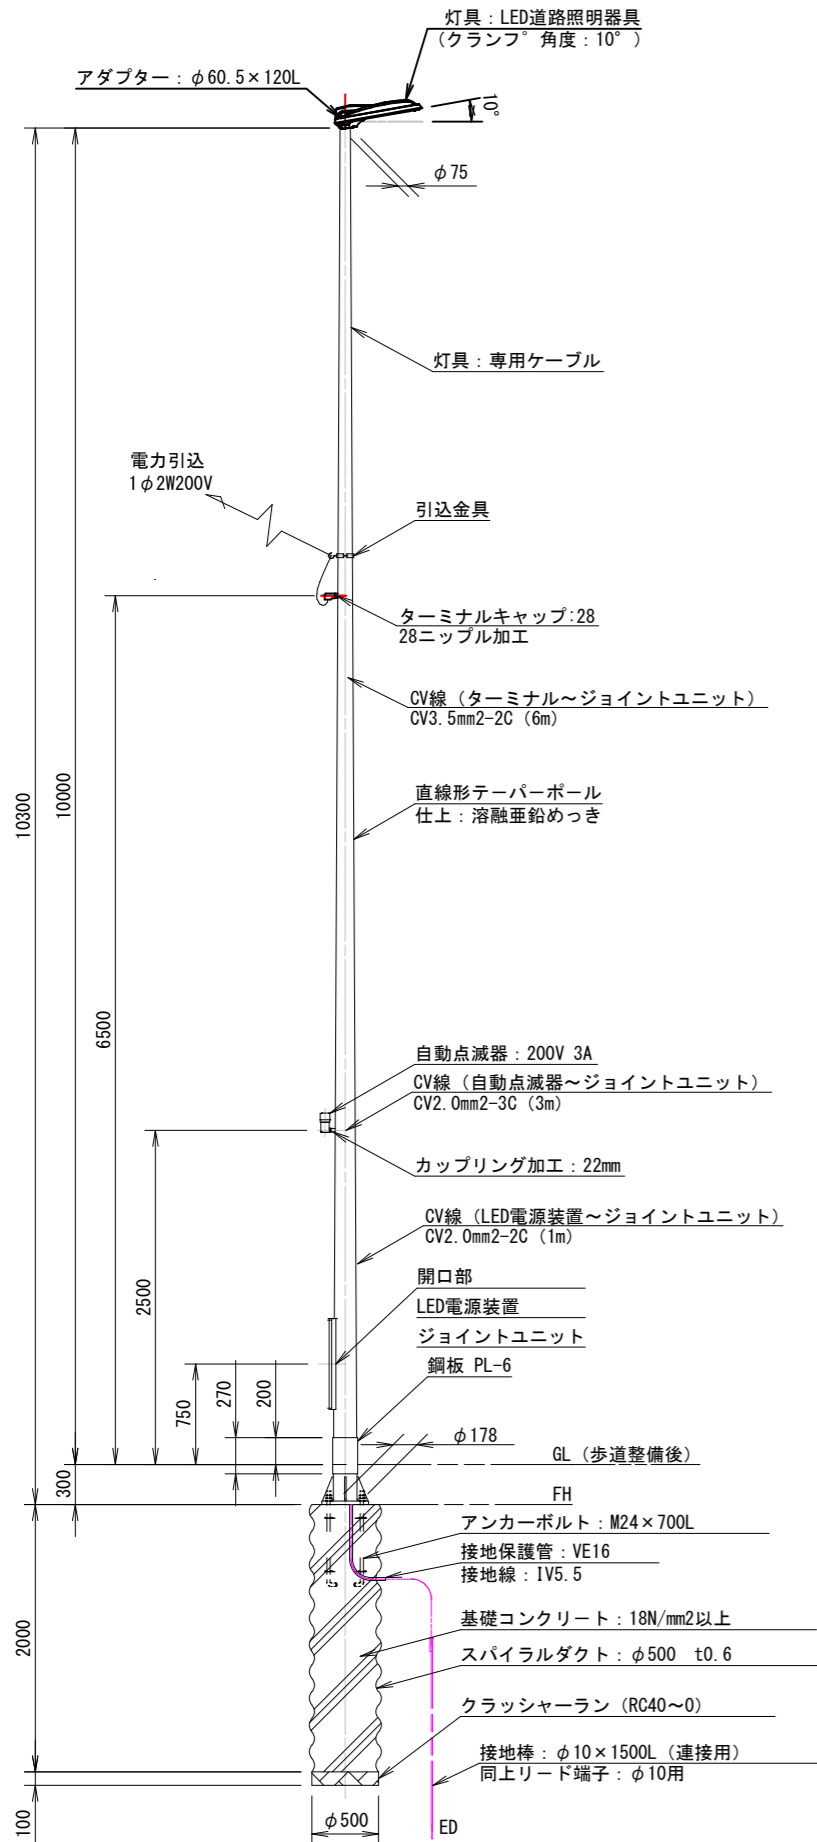 灯具：LED道路照明器具
(クランプ角度：10°)
アダプター：φ60.5×120L
10°
φ75
灯具：専用ケーブル
電力引込
1φ2W200V
引込金具
ターミナルキャップ:28
28ニップル加工
CV線（ターミナル～ジョイントユニット）
CV3.5mm2-2C（6m）
直線形テーパーポール
仕上：溶融亜鉛めっき
10300
10000
6500
自動点滅器：200V 3A
CV線（自動点滅器～ジョイントユニット）
CV2.0mm2-3C（3m）
カップリング加工：22mm
CV線（LED電源装置～ジョイントユニット）
CV2.0mm2-2C（1m）
2500
開口部
LED電源装置
ジョイントユニット
鋼板 PL-6
750
270
200
φ178
GL（歩道整備後）
300
FH
アンカーボルト：M24×700L
接地保護管：VE16
接地線：IV5.5
基礎コンクリート：18N/mm2以上
2000
スパイラルダクト：φ500 t0.6
クラッシャーラン（RC40～0）
接地棒：φ10×1500L（連接用）
同上リード端子：φ10用
100
φ500
ED